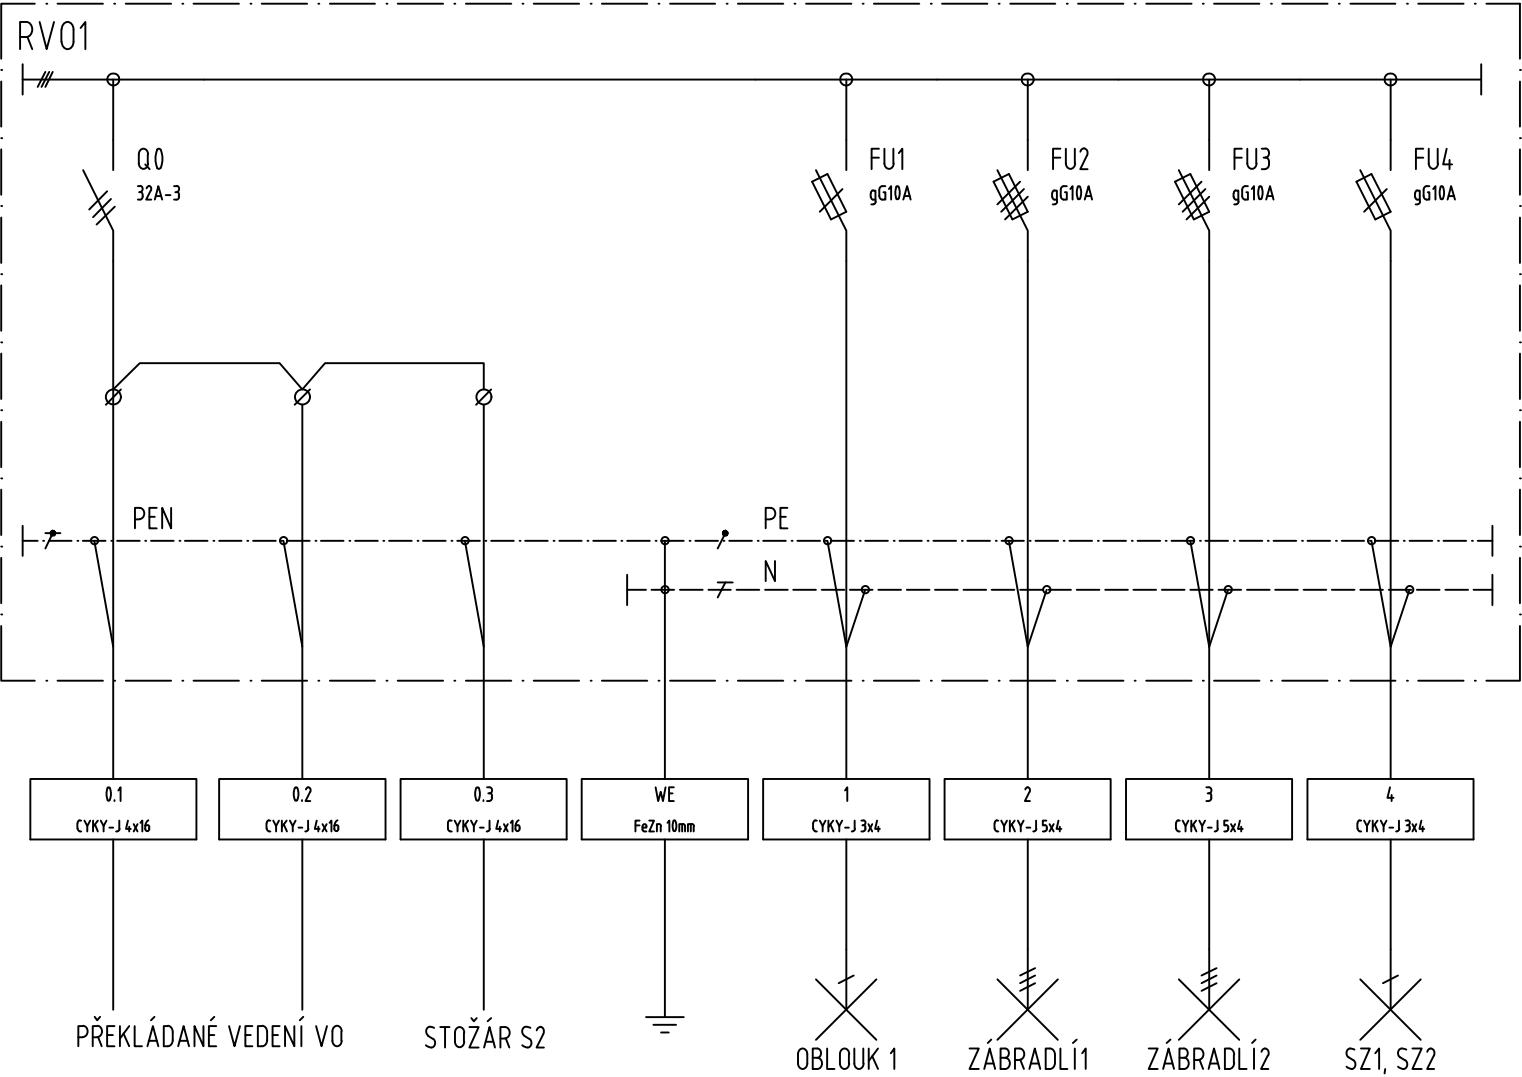 RVO1
Q0
32A-3
FU1
gG10A
FU2
gG10A
FU3
gG10A
FU4
gG10A
PEN
PE
N
0.1
CYKY-J 4x16
0.2
CYKY-J 4x16
0.3
CYKY-J 4x16
WE
FeZn 10mm
1
CYKY-J 3x4
2
CYKY-J 5x4
3
CYKY-J 5x4
4
CYKY-J 3x4
PŘEKLÁDANÉ VEDENÍ VO
STOŽÁR S2
OBLOUK 1
ZÁBRADLÍ1
ZÁBRADLÍ2
SZ1, SZ2